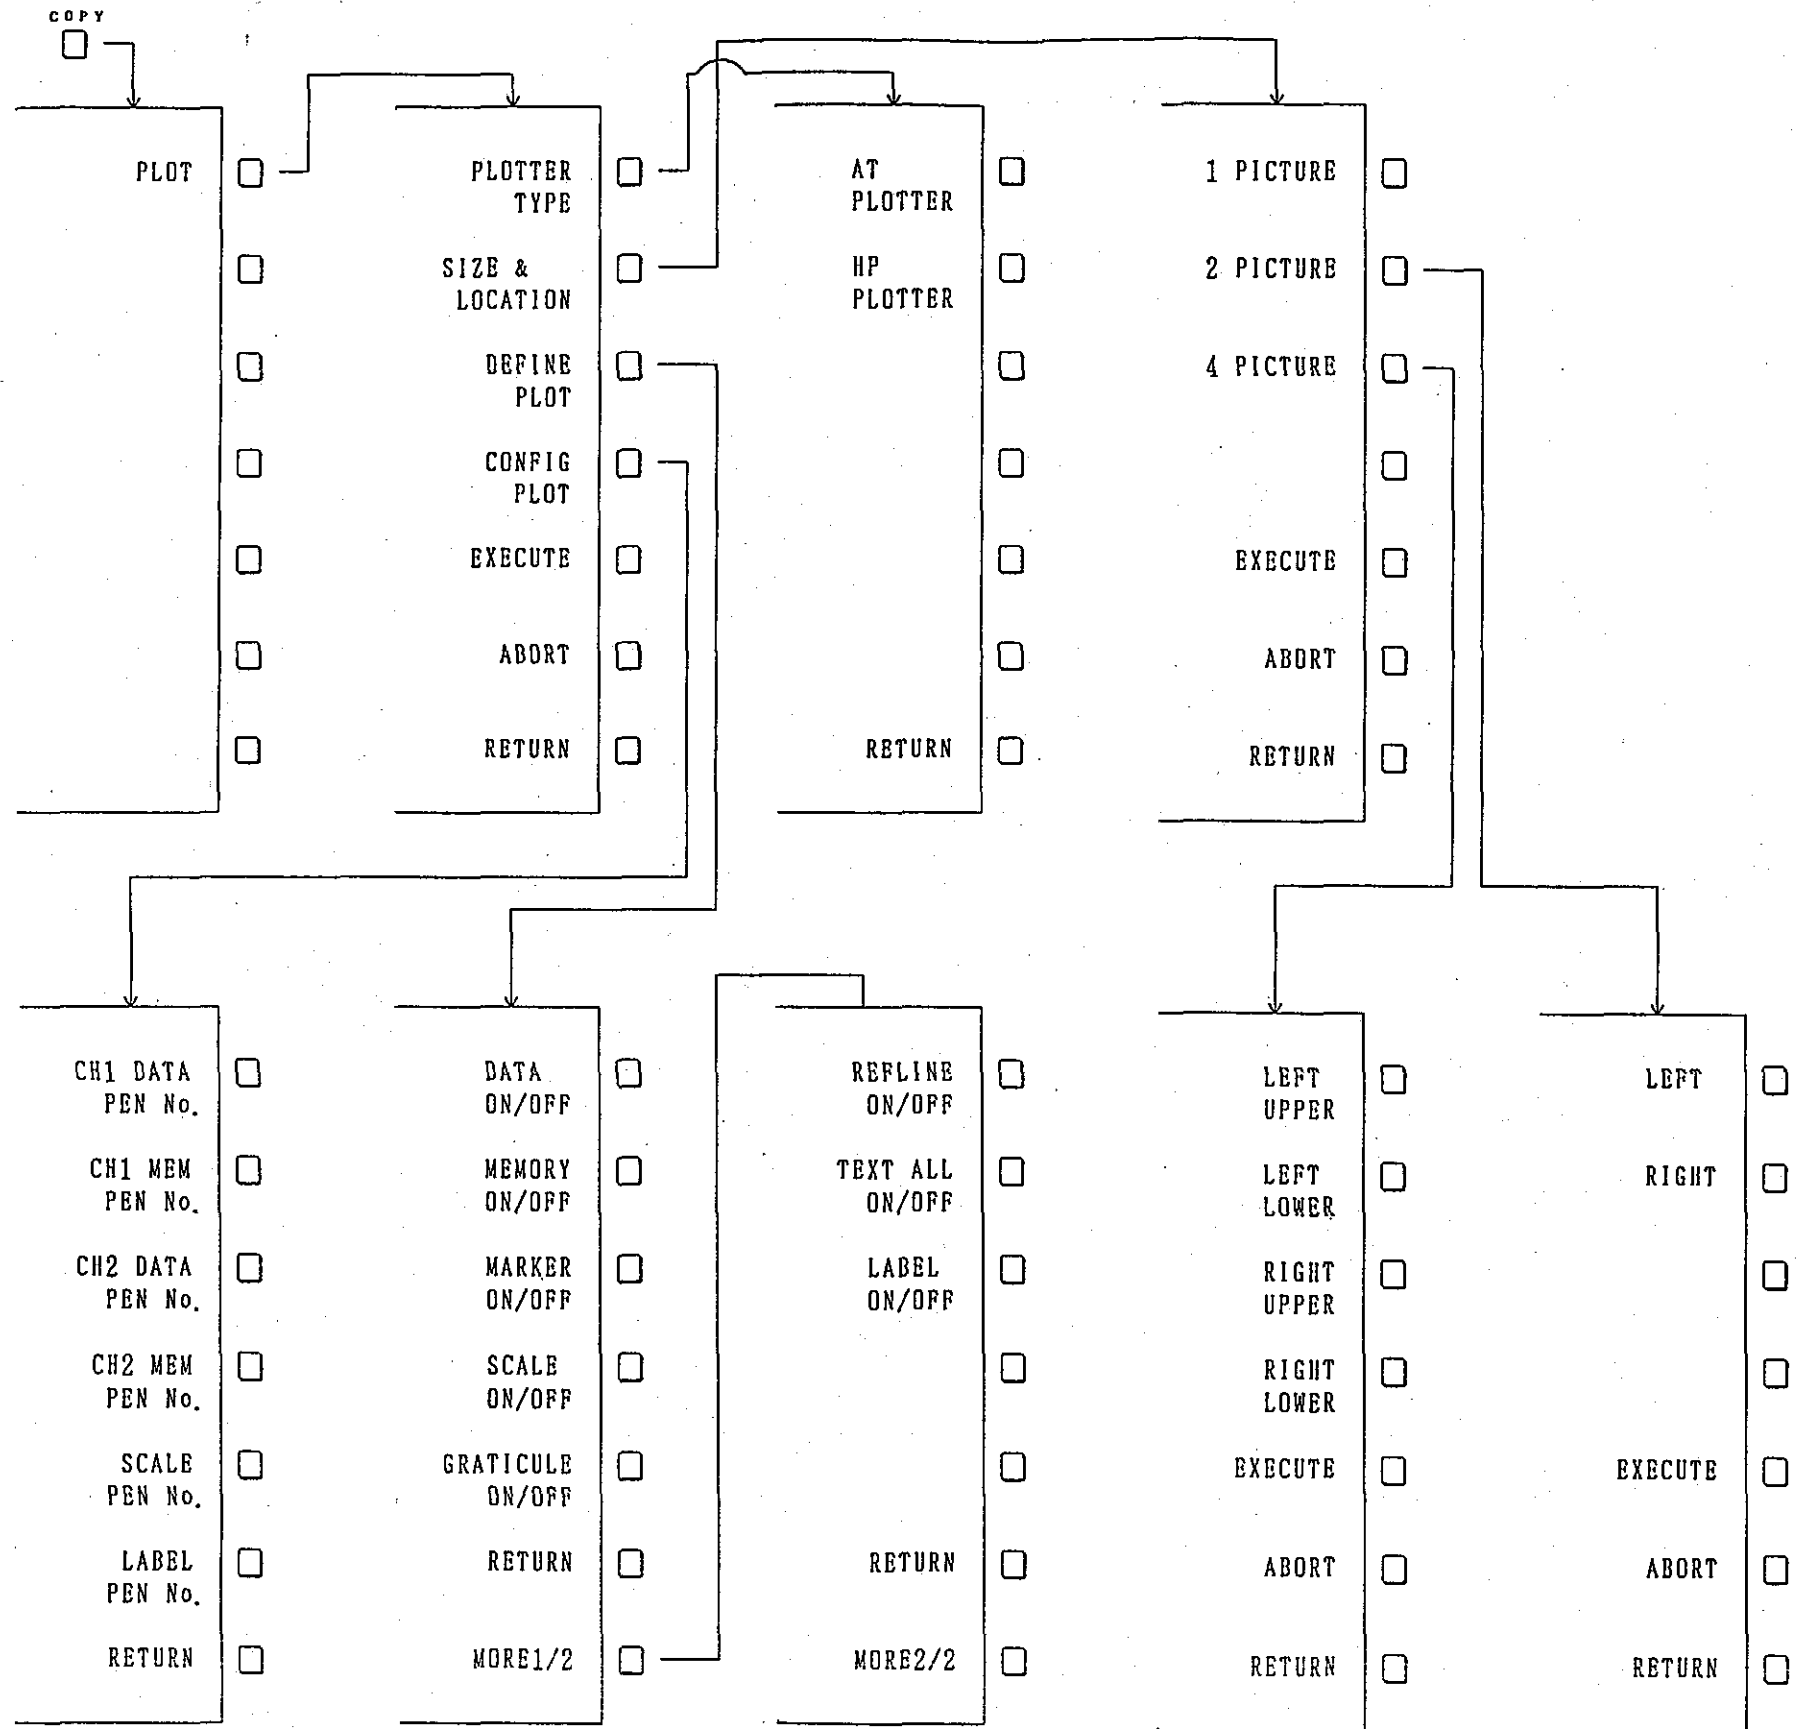 COPY
PLOT
PLOTTER
TYPE
SIZE &
LOCATION
DEFINE
PLOT
CONFIG
PLOT
EXECUTE
ABORT
RETURN
AT
PLOTTER
HP
PLOTTER
RETURN
1 PICTURE
2 PICTURE
4 PICTURE
EXECUTE
ABORT
RETURN
CH1 DATA
PEN No.
CH1 MEM
PEN No.
CH2 DATA
PEN No.
CH2 MEM
PEN No.
SCALE
PEN No.
LABEL
PEN No.
RETURN
DATA
ON/OFF
MEMORY
ON/OFF
MARKER
ON/OFF
SCALE
ON/OFF
GRATICULE
ON/OFF
RETURN
MORE1/2
REFLINE
ON/OFF
TEXT ALL
ON/OFF
LABEL
ON/OFF
RETURN
MORE2/2
LEFT
UPPER
LEFT
LOWER
RIGHT
UPPER
RIGHT
LOWER
EXECUTE
ABORT
RETURN
LEFT
RIGHT
EXECUTE
ABORT
RETURN